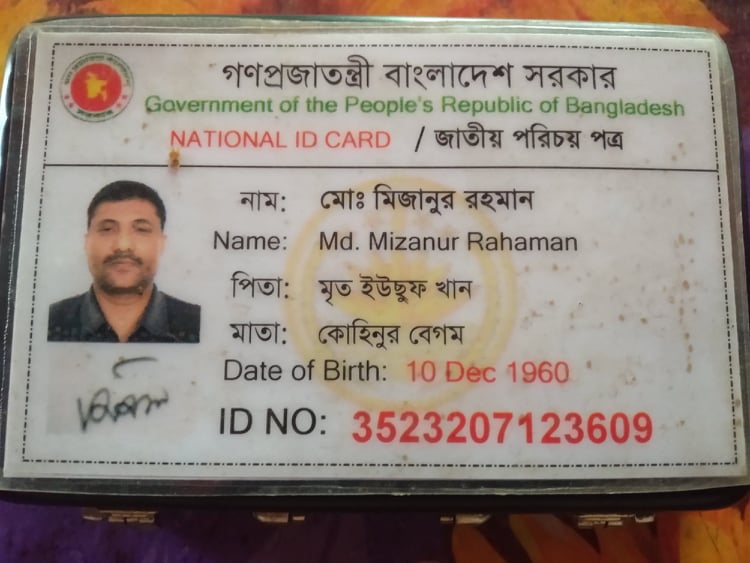 গণপ্রজাতন্ত্রী বাংলাদেশ সরকার
Government of the People's Republic of Bangladesh
NATIONAL ID CARD / জাতীয় পরিচয় পত্র
নাম: মোঃ মিজানুর রহমান
Name: Md. Mizanur Rahaman
পিতা: মৃত ইউছুফ খান
মাতা: কোহিনুর বেগম
Date of Birth: 10 Dec 1960
ID NO: 3523207123609